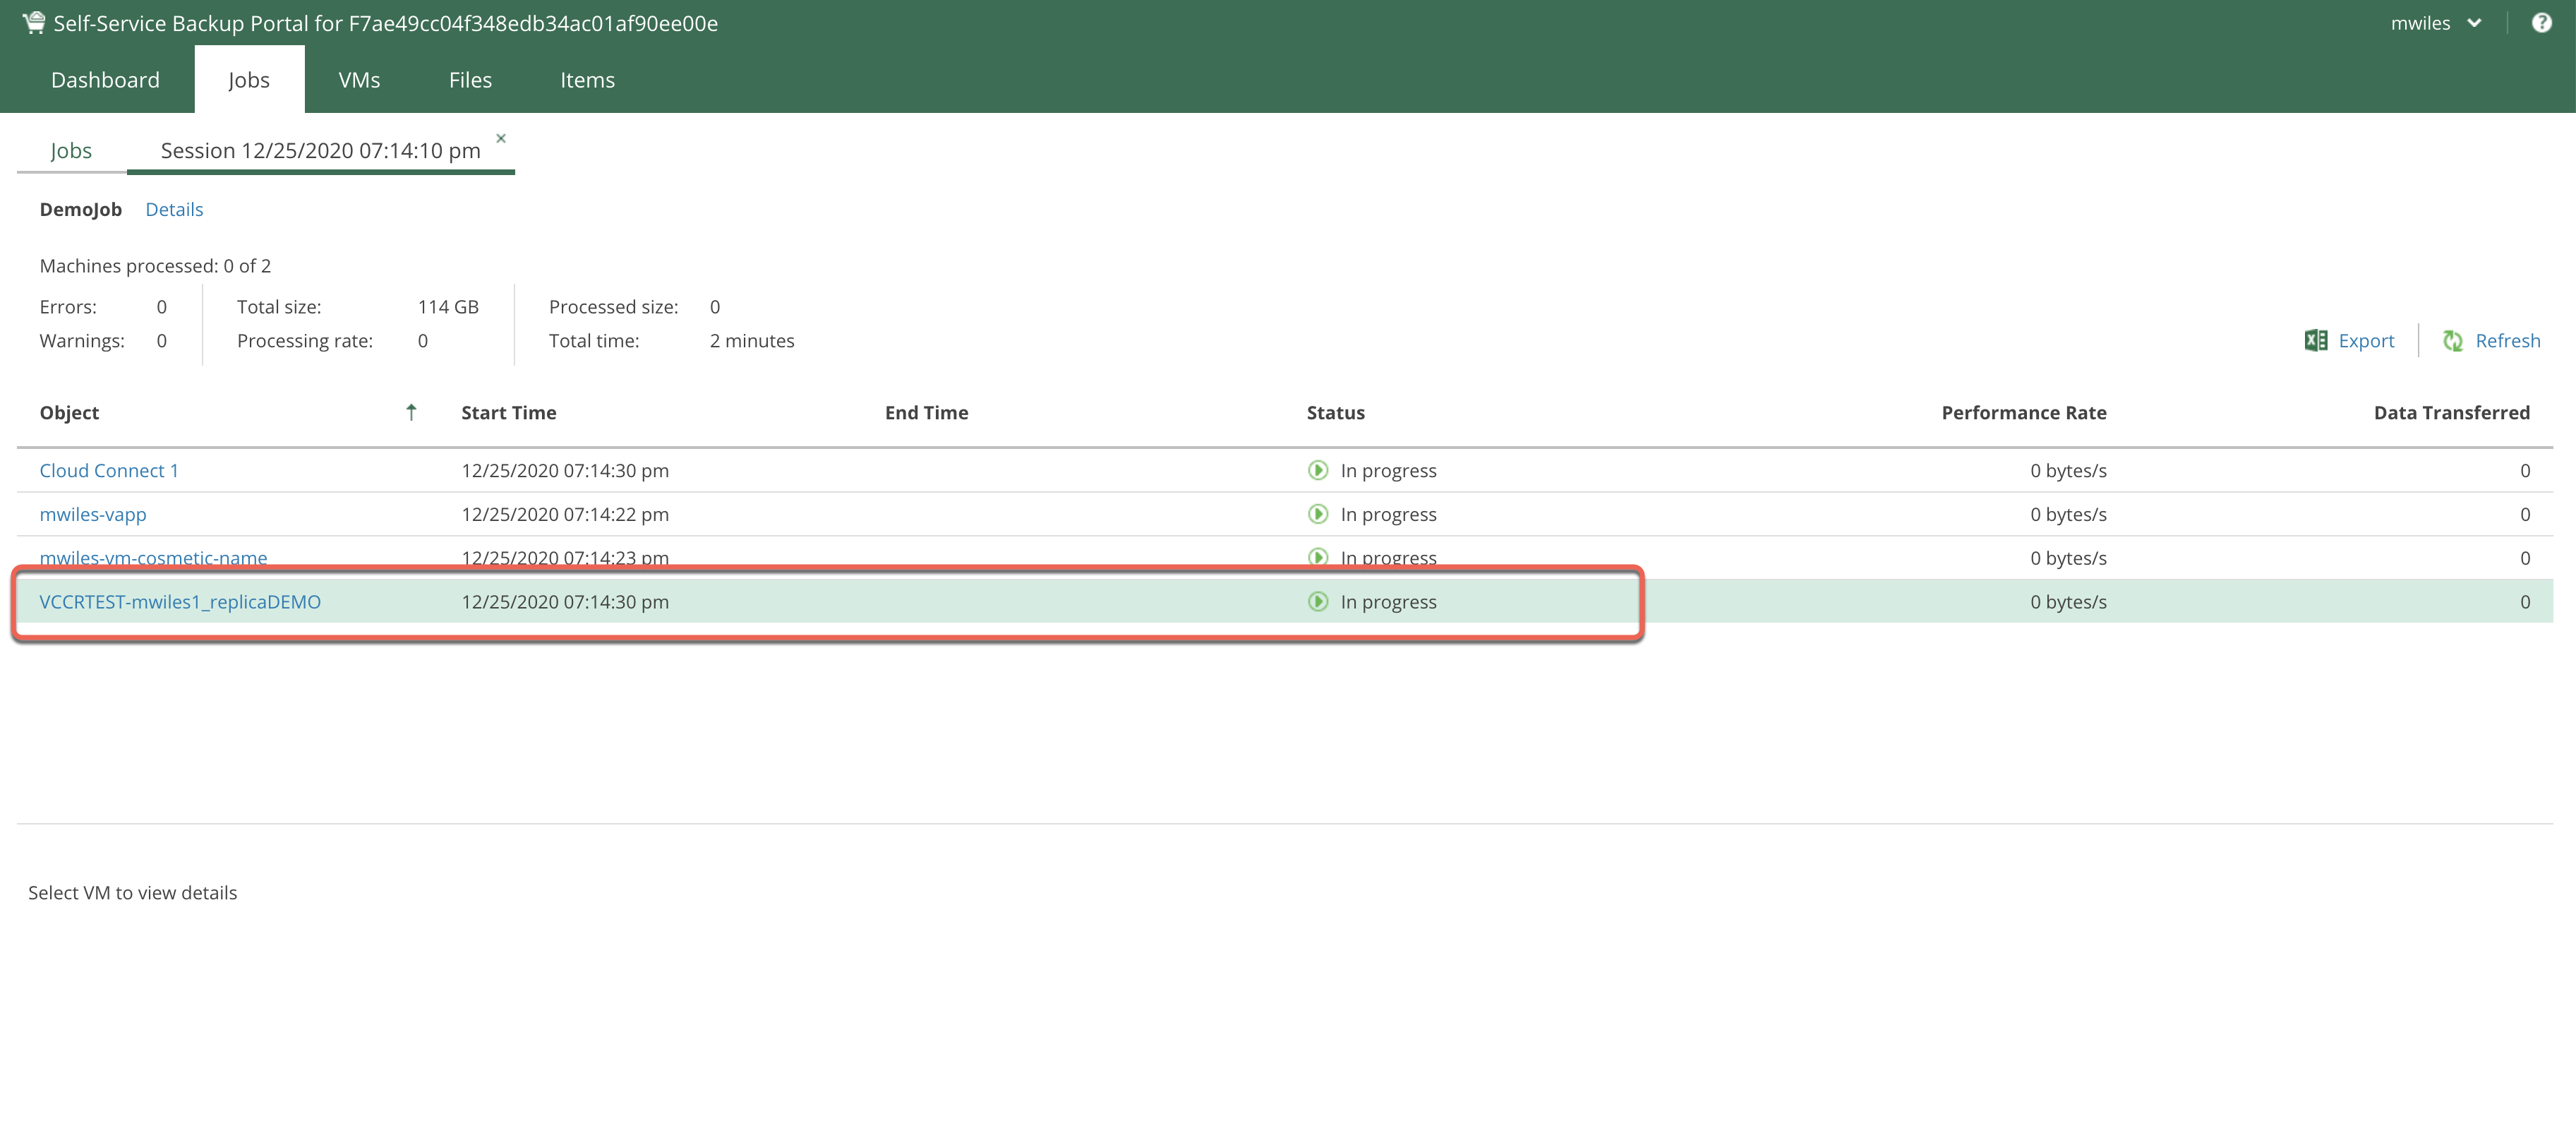 Self-Service Backup Portal for F7ae49cc04f348edb34ac01af90ee00e
mwiles
?
Dashboard Jobs VMs Files Items
Jobs Session 12/25/2020 07:14:10 pm ×
DemoJob Details
Machines processed: 0 of 2
Errors: 0 Total size: 114 GB Processed size: 0
Warnings: 0 Processing rate: 0 Total time: 2 minutes
Export Refresh
Object Start Time End Time Status Performance Rate Data Transferred
Cloud Connect 1 12/25/2020 07:14:30 pm In progress 0 bytes/s 0
mwiles-vapp 12/25/2020 07:14:22 pm In progress 0 bytes/s 0
mwiles-vm-cosmetic-name 12/25/2020 07:14:23 pm In progress 0 bytes/s 0
VCCRTEST-mwiles1_replicaDEMO 12/25/2020 07:14:30 pm In progress 0 bytes/s 0
Select VM to view details